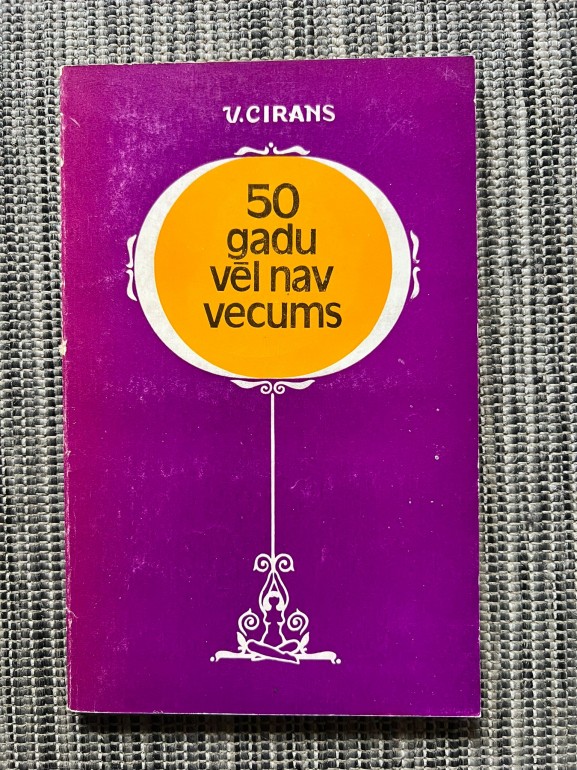 V.CIRANS
50
gadu
vēl nav
vecums